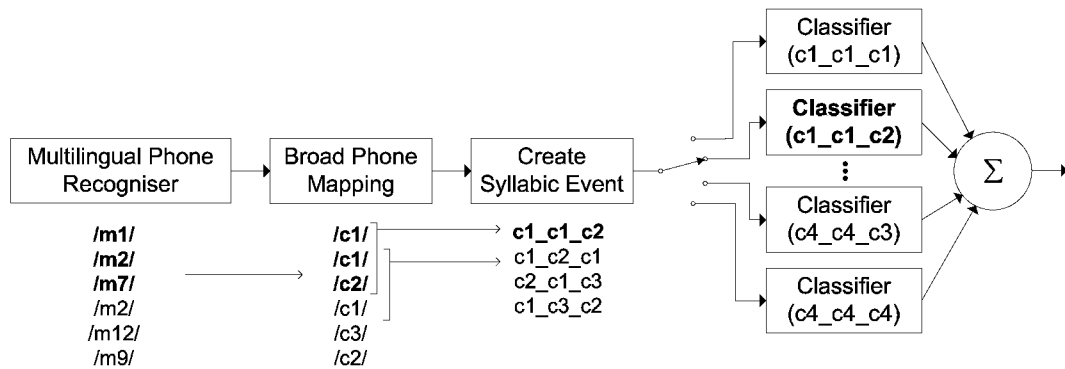 Multilingual Phone
Recogniser
Broad Phone
Mapping
Create
Syllabic Event
Classifier
(c1_c1_c1)
Classifier
(c1_c1_c2)
Classifier
(c4_c4_c3)
Classifier
(c4_c4_c4)
Σ
/m1/
/m2/
/m7/
/m2/
/m12/
/m9/
/c1/
/c1/
/c2/
/c1/
/c3/
/c2/
c1_c1_c2
c1_c2_c1
c2_c1_c3
c1_c3_c2